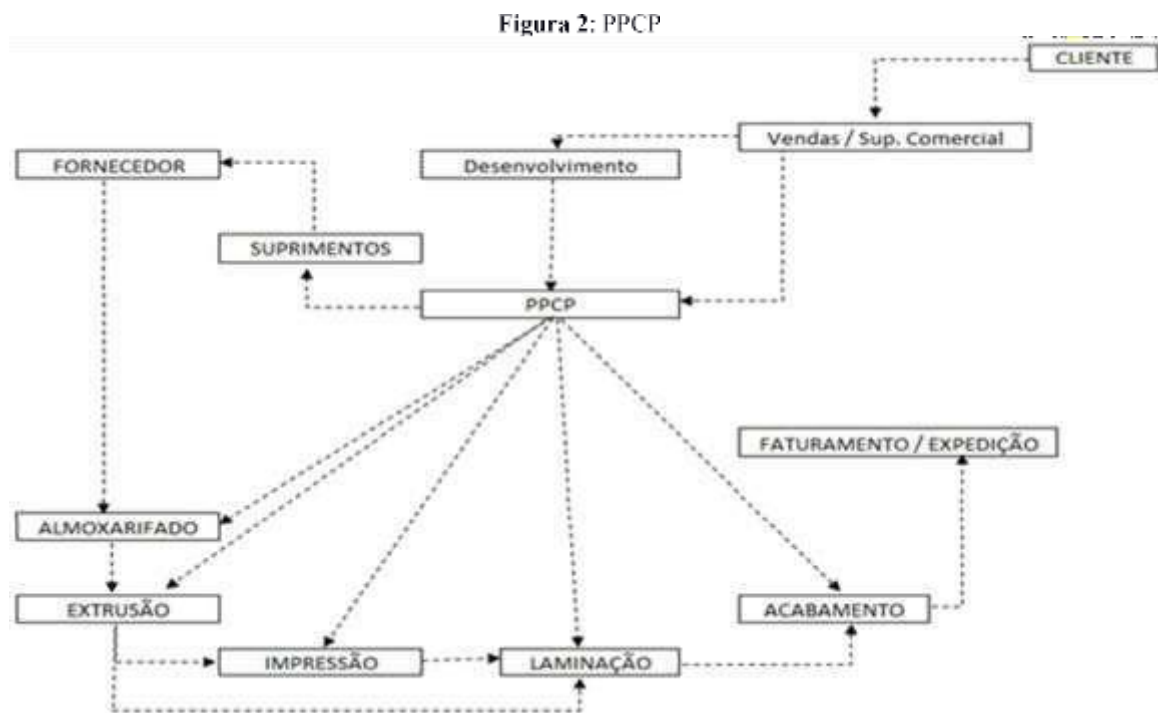 Figura 2: PPCP
CLIENTE
Vendas / Sup. Comercial
FORNECEDOR
Desenvolvimento
SUPRIMENTOS
PPCP
FATURAMENTO / EXPEDIÇÃO
ALMOXARIFADO
EXTRUSÃO
ACABAMENTO
IMPRESSÃO
LAMINAÇÃO